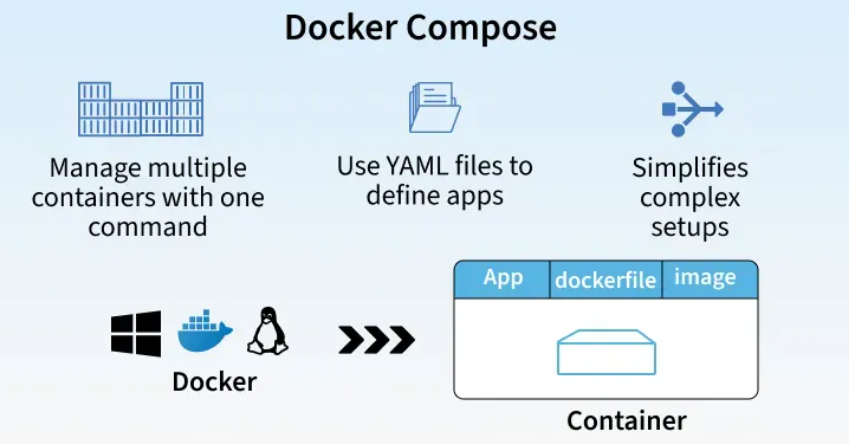 Docker Compose
Manage multiple
containers with one
command
Use YAML files to
define apps
Simplifies
complex
setups
App
dockerfile
image
Docker
Container